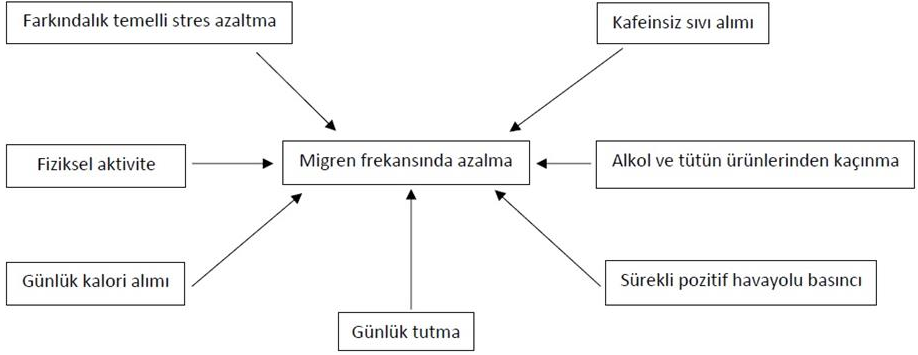 Farkındalık temelli stres azaltma
Kafeinsiz sıvı alımı
Fiziksel aktivite
Migren frekansında azalma
Alkol ve tütün ürünlerinden kaçınma
Günlük kalori alımı
Sürekli pozitif havayolu basıncı
Günlük tutma